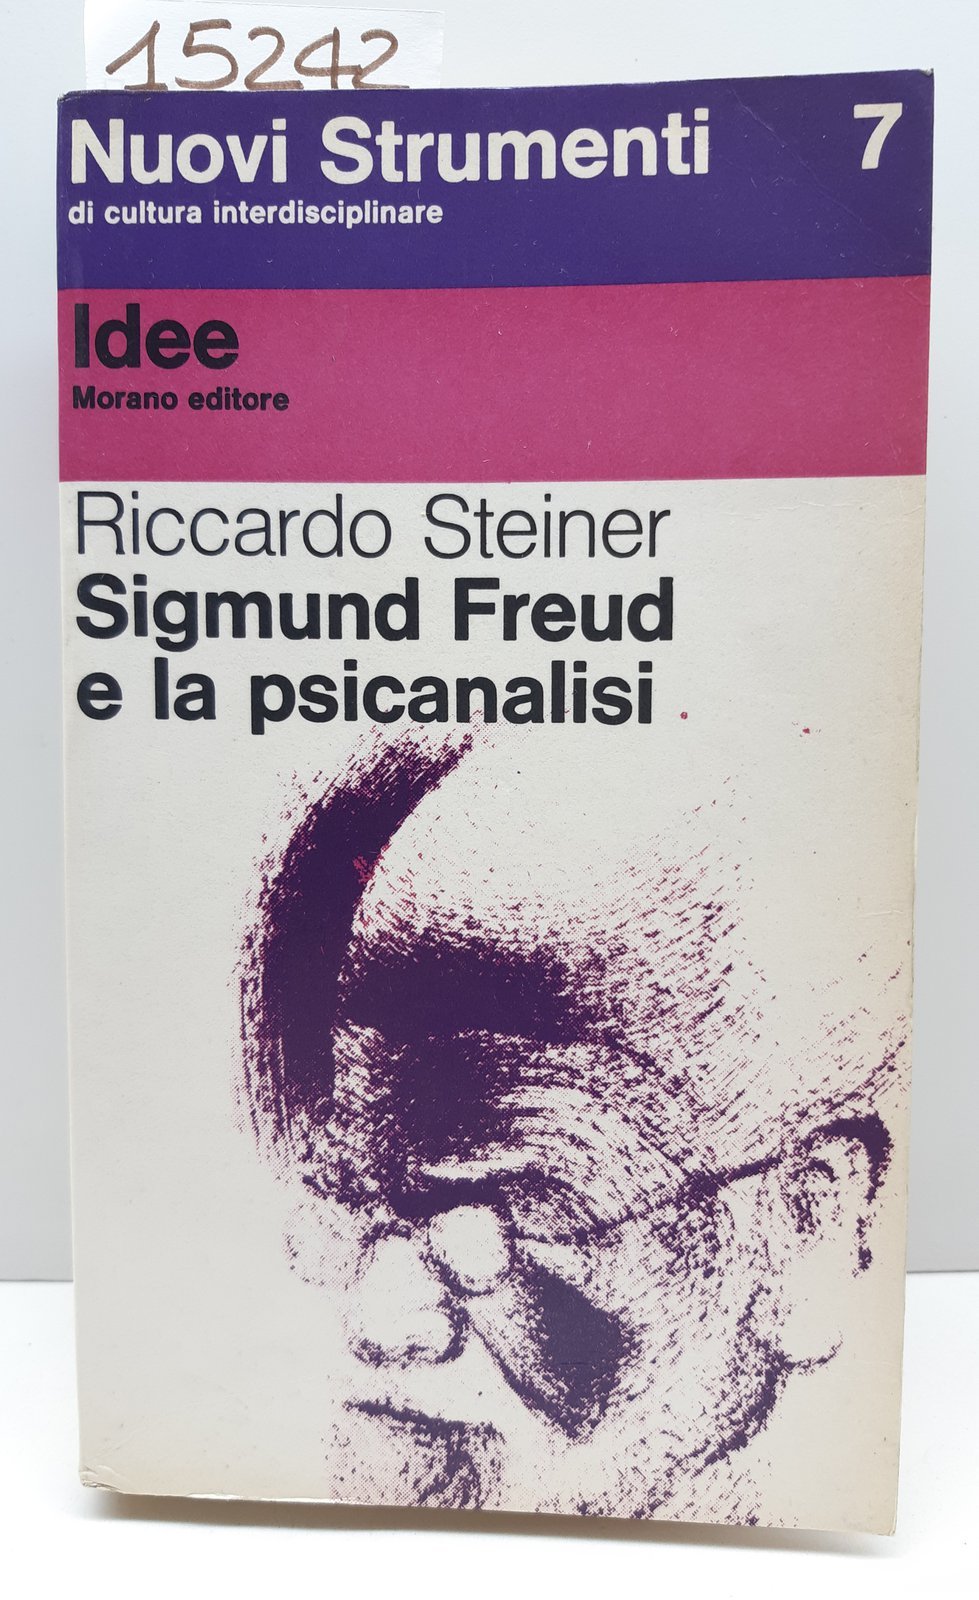 15242
Nuovi Strumenti 7
di cultura interdisciplinare
Idee
Morano editore
Riccardo Steiner
Sigmund Freud
e la psicanalisi